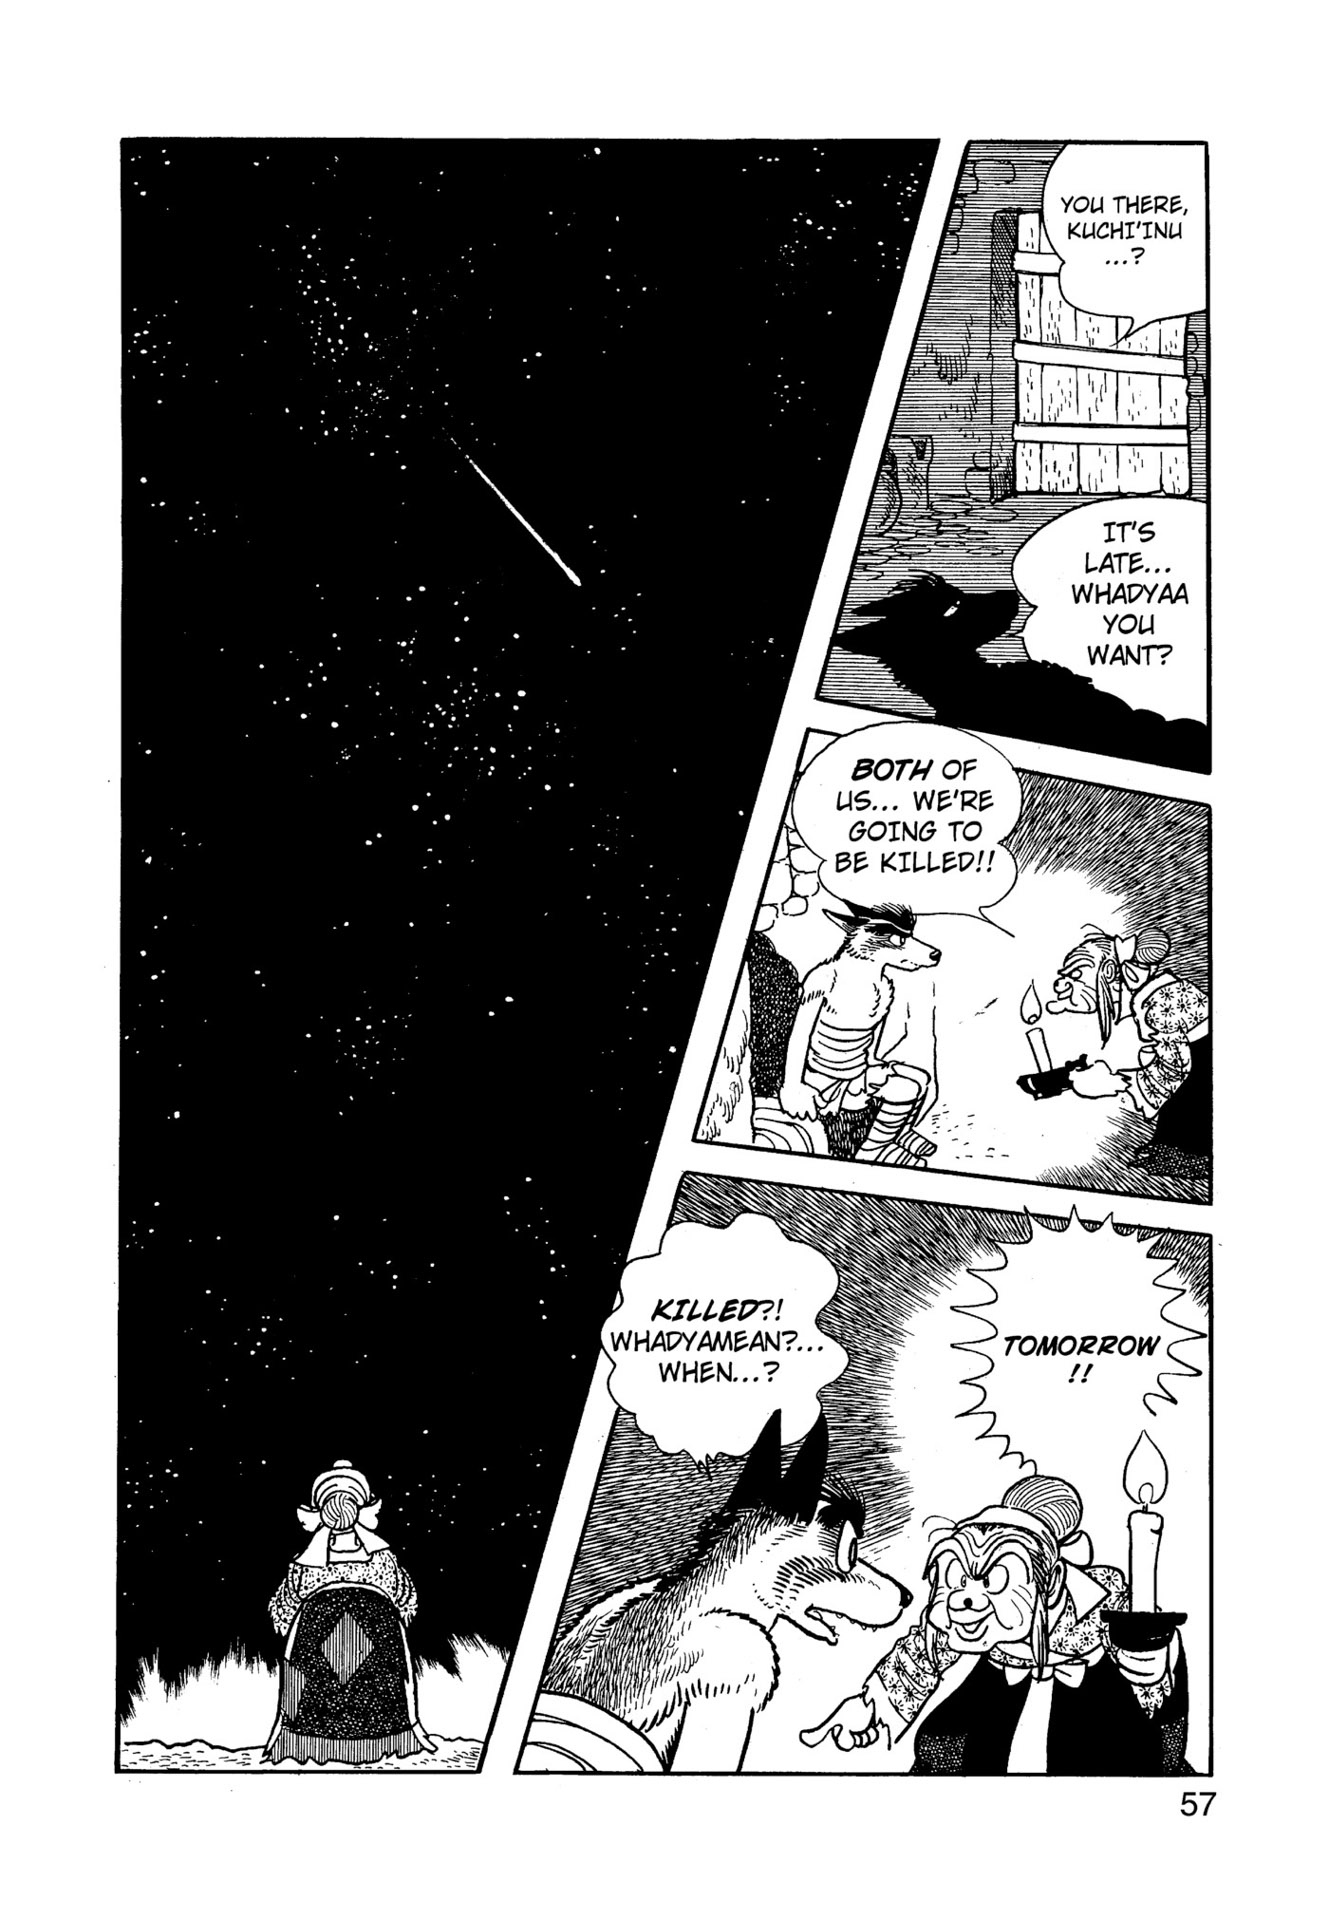 YOU THERE,
KUCHI'INU
...?
IT'S
LATE...
WHADYAA
YOU
WANT?
BOTH OF
US... WE'RE
GOING TO
BE KILLED!!
KILLED?!
WHADYAMEAN?...
WHEN...?
TOMORROW
!!
57